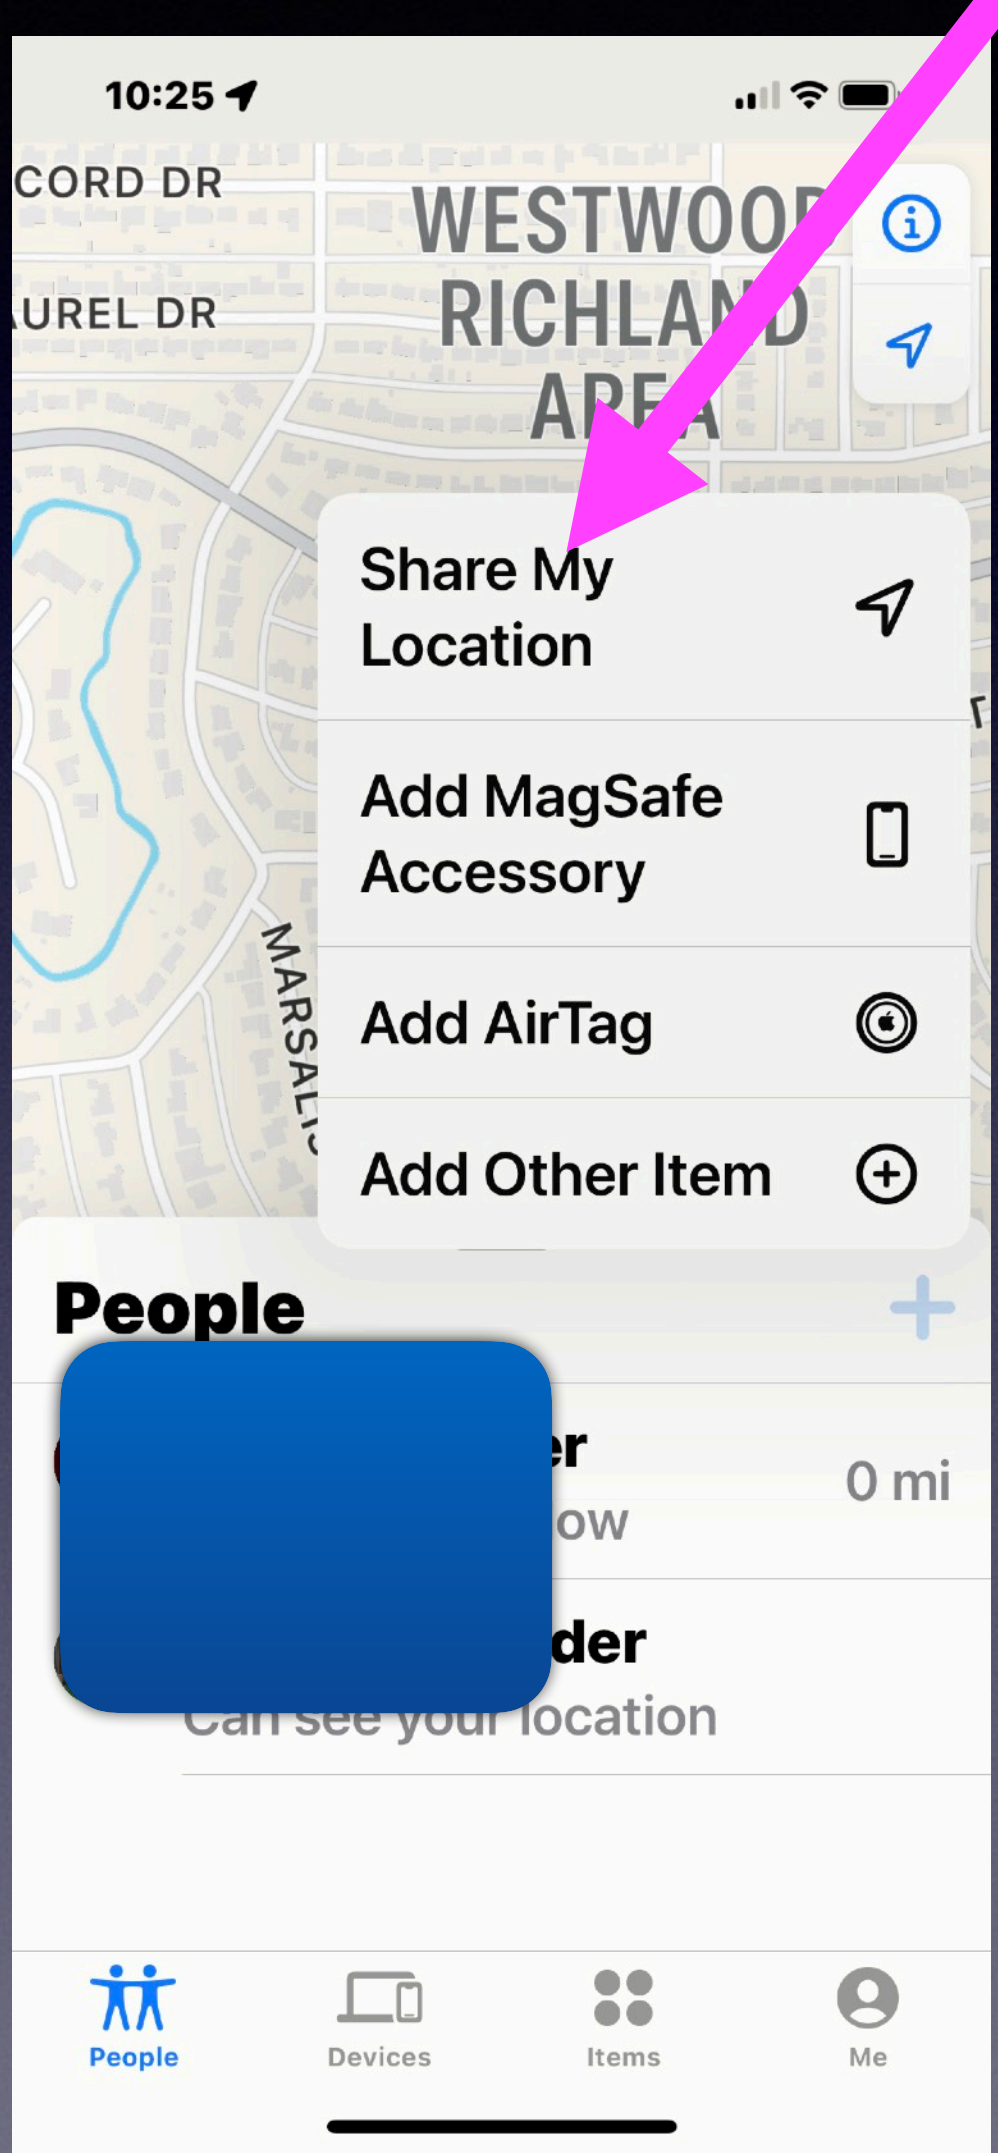 10:25
CORD DR
WESTWOOD
RICHLAND
AREA
UREL DR
Share My
Location
Add MagSafe
Accessory
MARSALIS
Add AirTag
Add Other Item
People
er
0 mi
ow
der
Can see your location
People
Devices
Items
Me